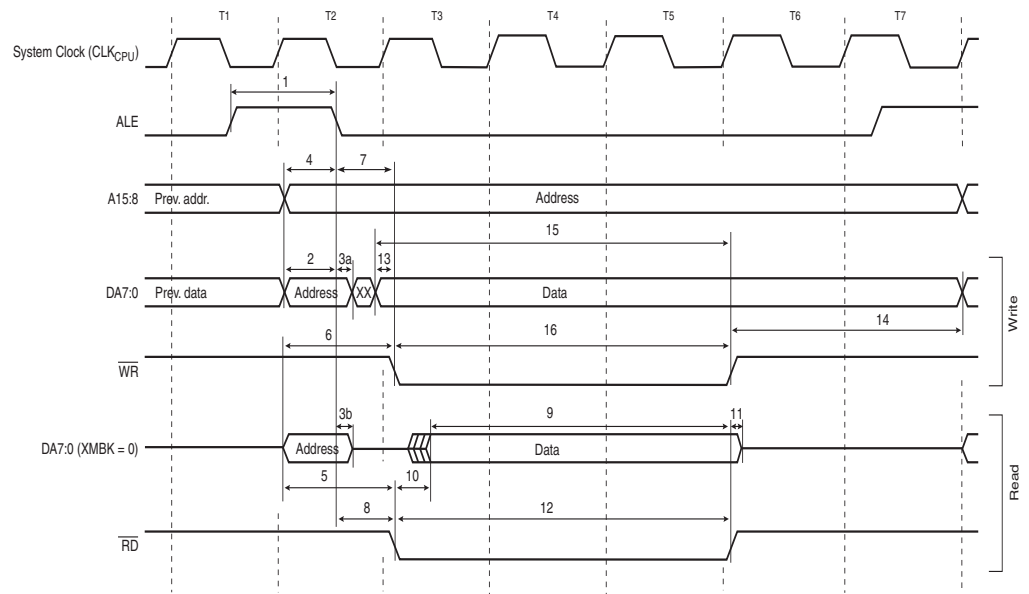 T1 T2 T3 T4 T5 T6 T7
System Clock (CLKCPU)
1
ALE
4 7
A15:8 Prev. addr. Address
15
2 3a 13
DA7:0 Prev. data Address XX Data
14
6 16
WR
Write
3b 9 11
DA7:0 (XMBK = 0) Address Data
5 10
8 12
RD
Read